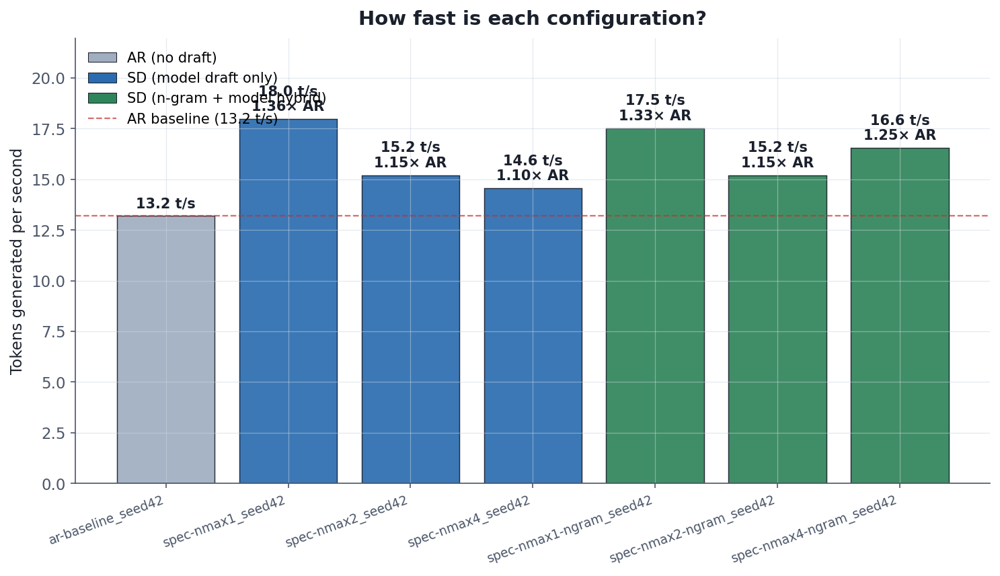 How fast is each configuration?
AR (no draft)
SD (model draft only)
SD (n-gram + model hybrid)
AR baseline (13.2 t/s)
Tokens generated per second
20.0
17.5
15.0
12.5
10.0
7.5
5.0
2.5
0.0
13.2 t/s
18.0 t/s
1.36× AR
15.2 t/s
1.15× AR
14.6 t/s
1.10× AR
17.5 t/s
1.33× AR
15.2 t/s
1.15× AR
16.6 t/s
1.25× AR
ar-baseline_seed42
spec-nmax1_seed42
spec-nmax2_seed42
spec-nmax4_seed42
spec-nmax1-ngram_seed42
spec-nmax2-ngram_seed42
spec-nmax4-ngram_seed42